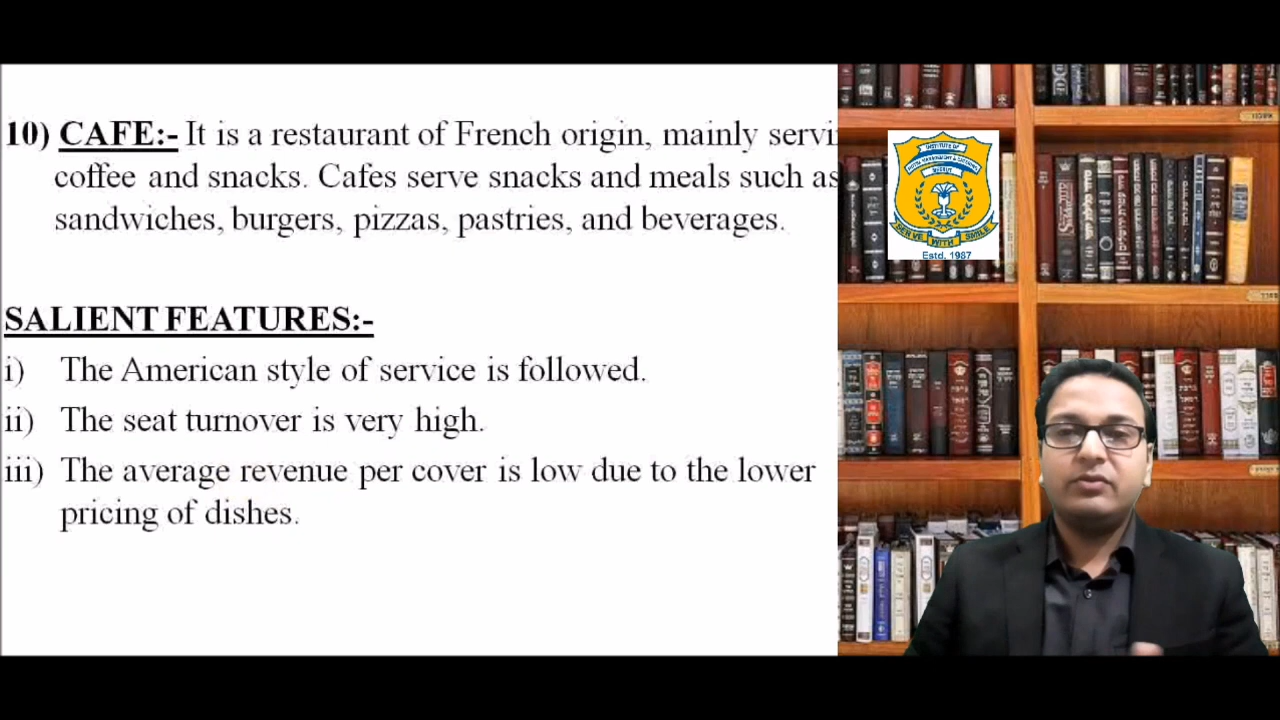 10) CAFE:- It is a restaurant of French origin, mainly servi
coffee and snacks. Cafes serve snacks and meals such as
sandwiches, burgers, pizzas, pastries, and beverages.
SALIENT FEATURES:-
i) The American style of service is followed.
ii) The seat turnover is very high.
iii) The average revenue per cover is low due to the lower
pricing of dishes.
INSTITUTE OF
SERVE WITH SMILE
Estd. 1987